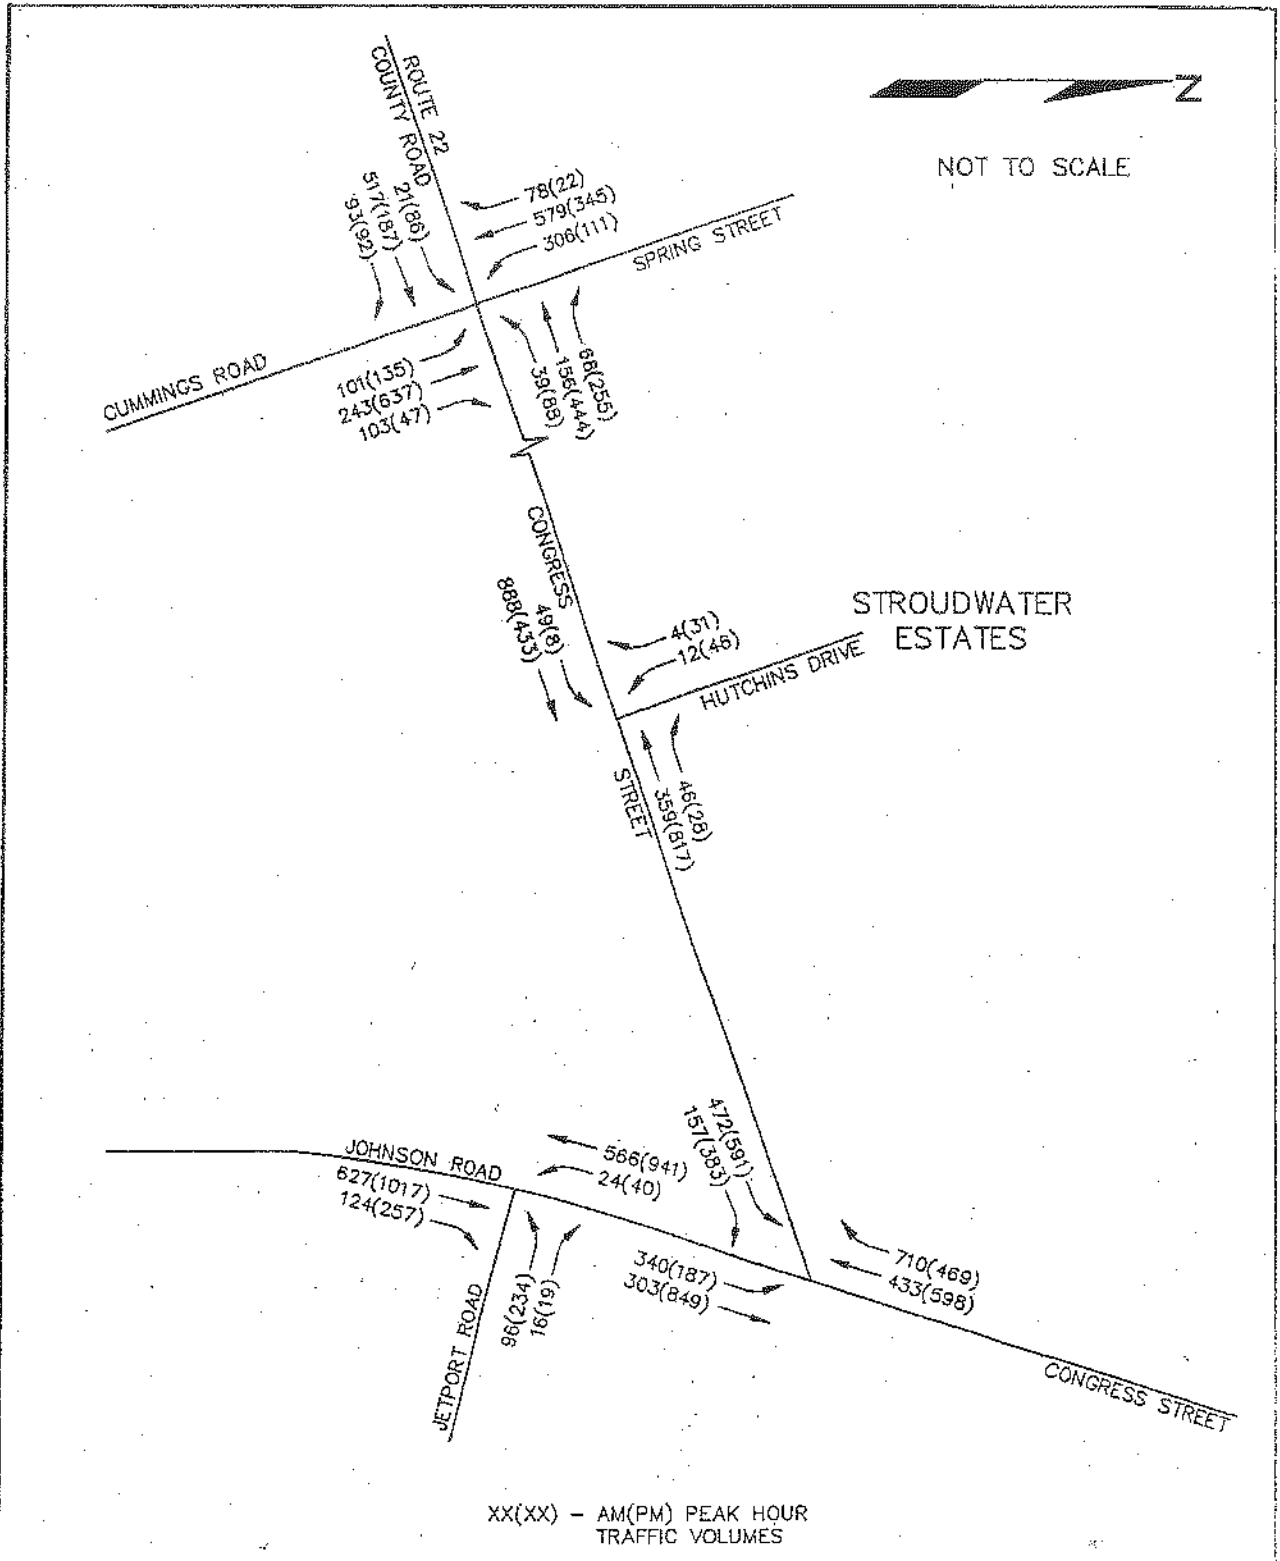 ROUTE 22
COUNTY ROAD
N
NOT TO SCALE
78(22)
579(345)
306(111)
SPRING STREET
21(86)
517(187)
93(92)
CUMMINGS ROAD
101(135)
243(637)
103(47)
68(255)
156(444)
39(88)
CONGRESS
49(8)
888(433)
STROUDWATER
ESTATES
4(31)
12(46)
HUTCHINS DRIVE
STREET
46(28)
359(817)
472(591)
157(383)
JOHNSON ROAD
566(941)
24(40)
627(1017)
124(257)
JETPORT ROAD
96(234)
16(19)
340(187)
303(849)
710(469)
433(598)
CONGRESS STREET
XX(XX) - AM(PM) PEAK HOUR
TRAFFIC VOLUMES